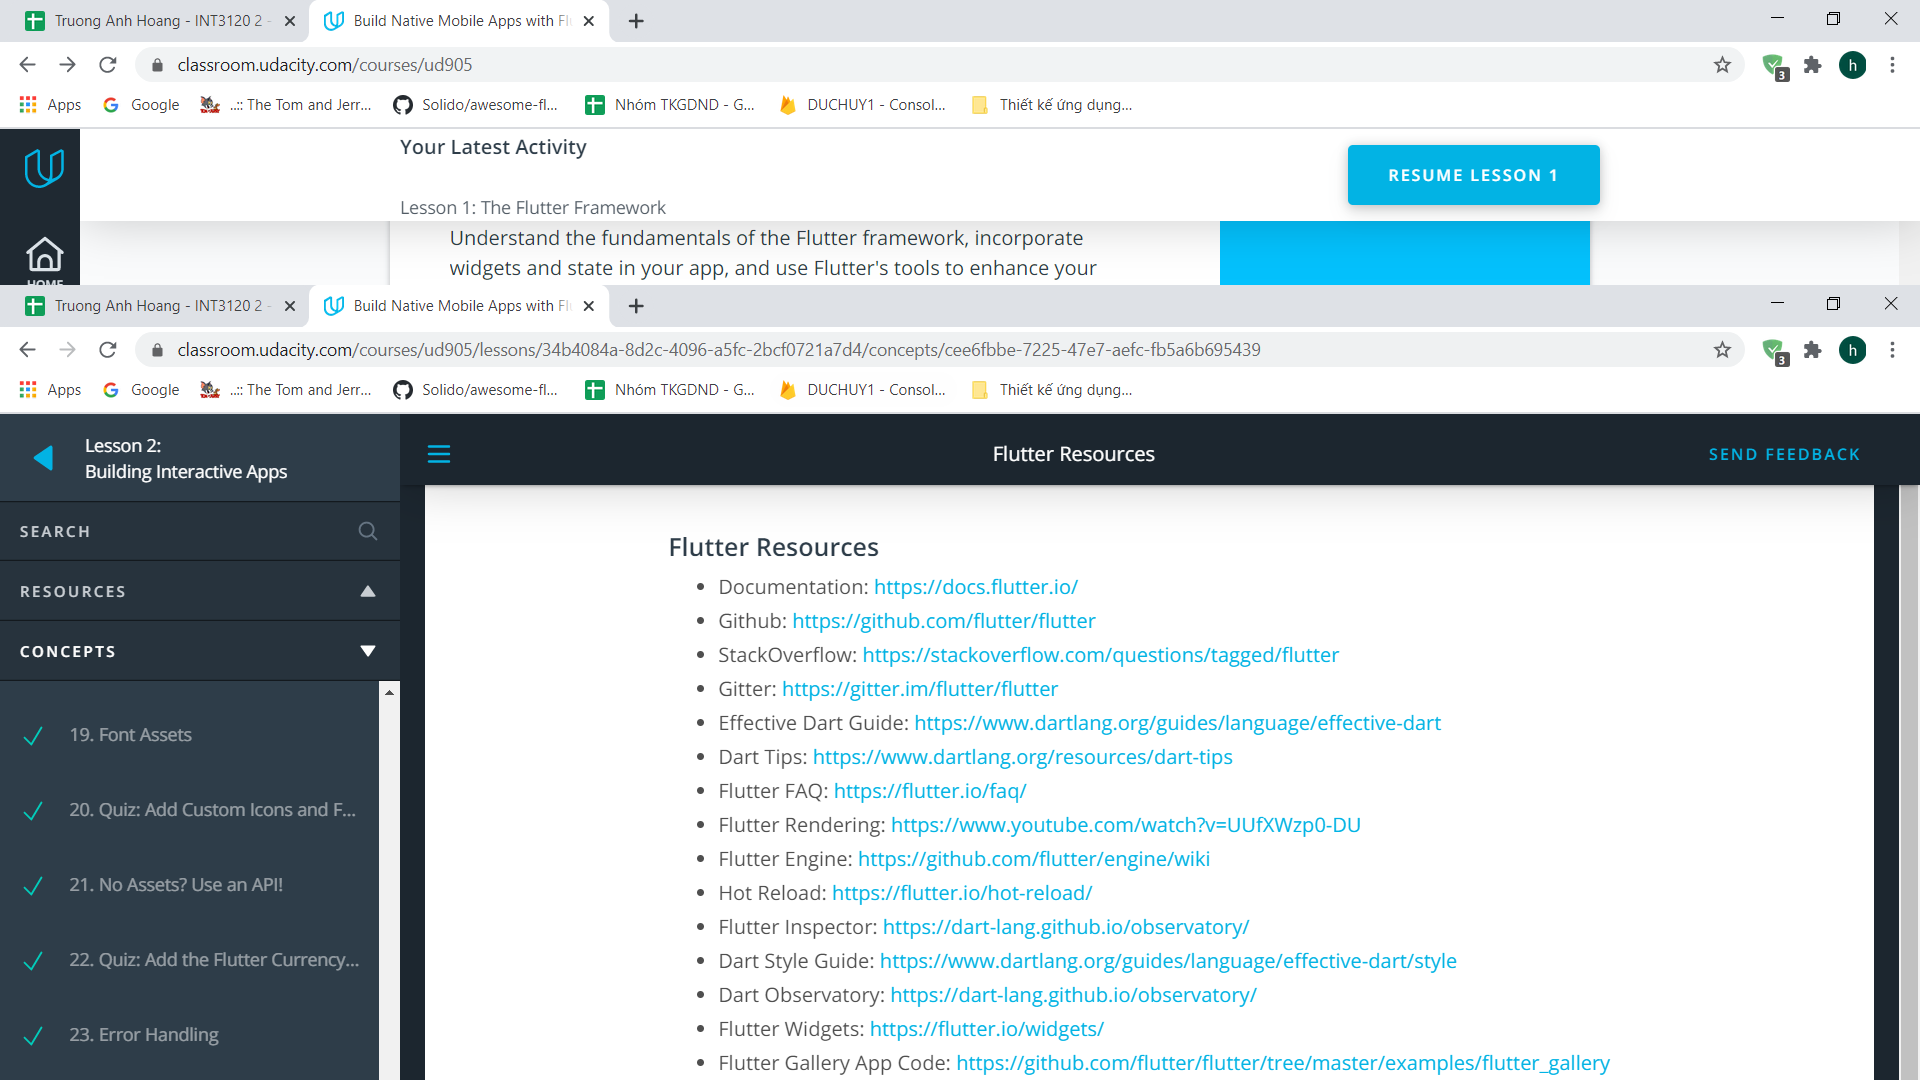 Truong Anh Hoang - INT3120 2 -
Build Native Mobile Apps with Fl
classroom.udacity.com/courses/ud905
3
h
Apps
Google
..:: The Tom and Jerr...
Solido/awesome-fl...
Nhóm TKGDND - G...
DUCHUY1 - Consol...
Thiết kế ứng dụng...
Your Latest Activity
RESUME LESSON 1
Lesson 1: The Flutter Framework
Understand the fundamentals of the Flutter framework, incorporate
widgets and state in your app, and use Flutter's tools to enhance your
HOME
Truong Anh Hoang - INT3120 2 -
Build Native Mobile Apps with Fl
classroom.udacity.com/courses/ud905/lessons/34b4084a-8d2c-4096-a5fc-2bcf0721a7d4/concepts/cee6fbbe-7225-47e7-aefc-fb5a6b695439
3
h
Apps
Google
..:: The Tom and Jerr...
Solido/awesome-fl...
Nhóm TKGDND - G...
DUCHUY1 - Consol...
Thiết kế ứng dụng...
Lesson 2:
Building Interactive Apps
SEARCH
RESOURCES
CONCEPTS
19. Font Assets
20. Quiz: Add Custom Icons and F...
21. No Assets? Use an API!
22. Quiz: Add the Flutter Currency...
23. Error Handling
Flutter Resources
SEND FEEDBACK
Flutter Resources
Documentation: https://docs.flutter.io/
Github: https://github.com/flutter/flutter
StackOverflow: https://stackoverflow.com/questions/tagged/flutter
Gitter: https://gitter.im/flutter/flutter
Effective Dart Guide: https://www.dartlang.org/guides/language/effective-dart
Dart Tips: https://www.dartlang.org/resources/dart-tips
Flutter FAQ: https://flutter.io/faq/
Flutter Rendering: https://www.youtube.com/watch?v=UUfXWzp0-DU
Flutter Engine: https://github.com/flutter/engine/wiki
Hot Reload: https://flutter.io/hot-reload/
Flutter Inspector: https://dart-lang.github.io/observatory/
Dart Style Guide: https://www.dartlang.org/guides/language/effective-dart/style
Dart Observatory: https://dart-lang.github.io/observatory/
Flutter Widgets: https://flutter.io/widgets/
Flutter Gallery App Code: https://github.com/flutter/flutter/tree/master/examples/flutter_gallery